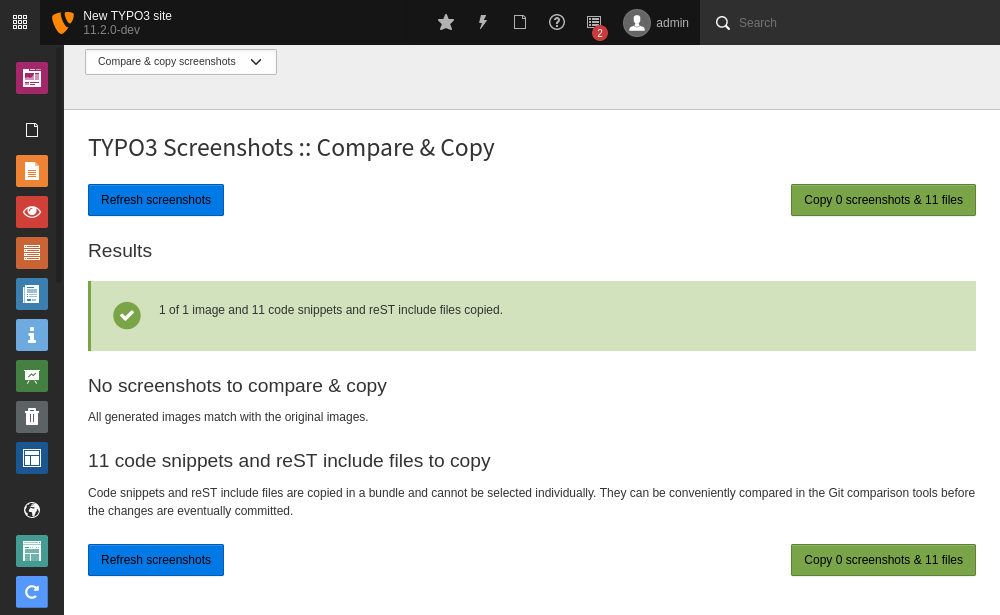 New TYPO3 site
11.2.0-dev
2
admin
Search
Compare & copy screenshots
TYPO3 Screenshots :: Compare & Copy
Refresh screenshots
Copy 0 screenshots & 11 files
Results
1 of 1 image and 11 code snippets and reST include files copied.
No screenshots to compare & copy
All generated images match with the original images.
11 code snippets and reST include files to copy
Code snippets and reST include files are copied in a bundle and cannot be selected individually. They can be conveniently compared in the Git comparison tools before
the changes are eventually committed.
Refresh screenshots
Copy 0 screenshots & 11 files